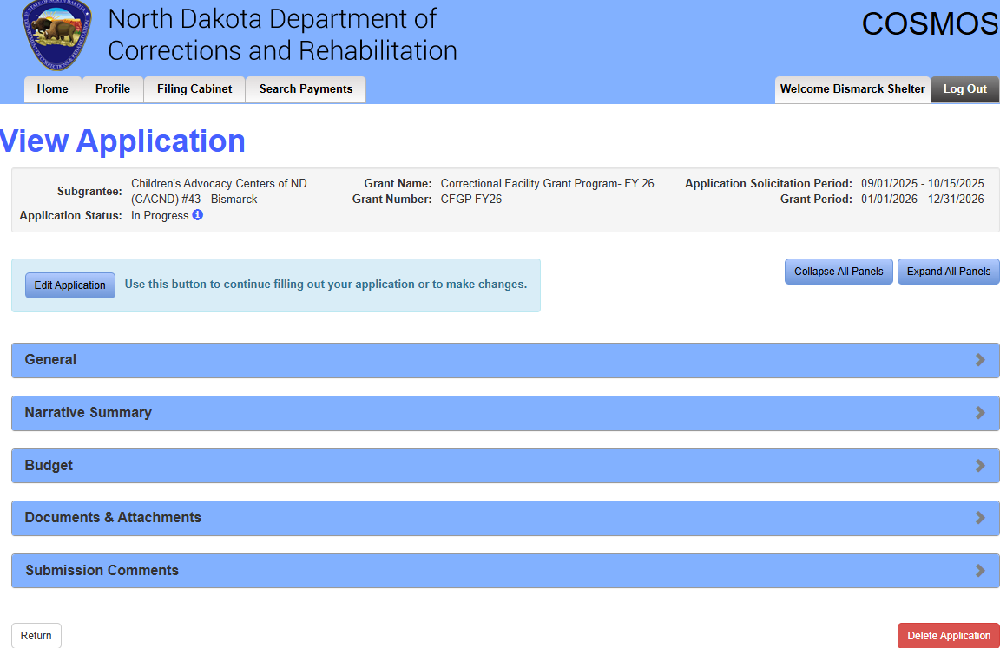 North Dakota Department of
Corrections and Rehabilitation
COSMOS
Home Profile Filing Cabinet Search Payments Welcome Bismarck Shelter Log Out
View Application
Subgrantee: Children's Advocacy Centers of ND (CACND) #43 - Bismarck
Application Status: In Progress
Grant Name: Correctional Facility Grant Program- FY 26
Grant Number: CFGP FY26
Application Solicitation Period: 09/01/2025 - 10/15/2025
Grant Period: 01/01/2026 - 12/31/2026
Edit Application Use this button to continue filling out your application or to make changes.
Collapse All Panels Expand All Panels
General
Narrative Summary
Budget
Documents & Attachments
Submission Comments
Return Delete Application